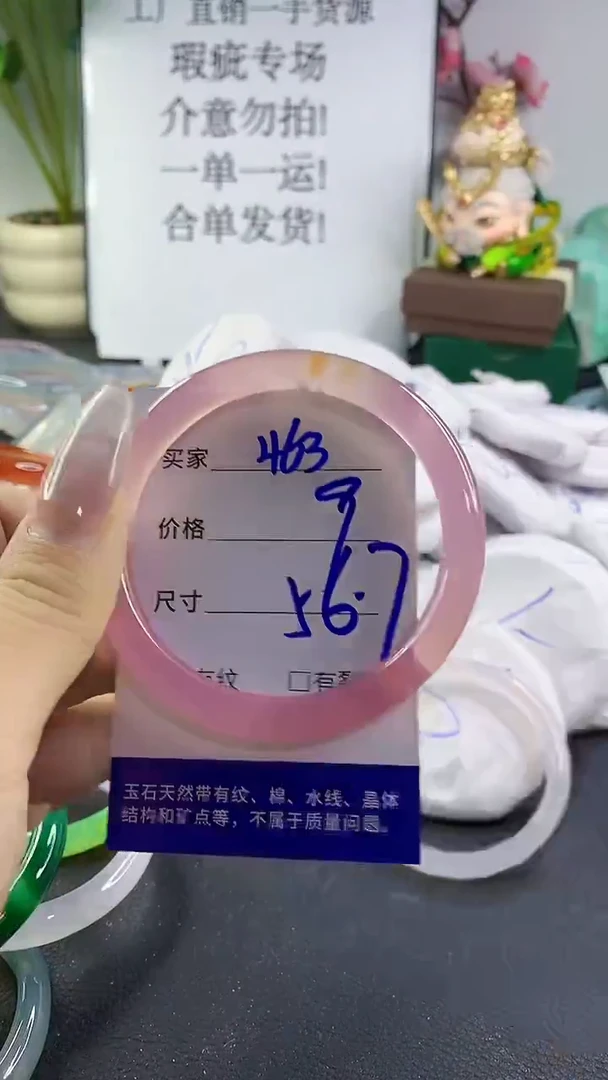 工厂直销一手货源
瑕疵专场
介意勿拍!
一单一运!
合单发货!
买家 463
价格 9
尺寸 56.7
有纹 □有裂
玉石天然带有纹、棉、水线、晶体
结构和矿点等，不属于质量问题。